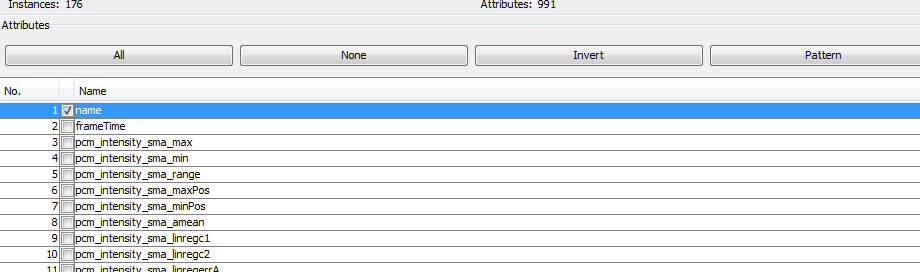 Instances: 176 Attributes: 991
Attributes
All None Invert Pattern
No. Name
1 name
2 frameTime
3 pcm_intensity_sma_max
4 pcm_intensity_sma_min
5 pcm_intensity_sma_range
6 pcm_intensity_sma_maxPos
7 pcm_intensity_sma_minPos
8 pcm_intensity_sma_amean
9 pcm_intensity_sma_linregc1
10 pcm_intensity_sma_linregc2
11 pcm_intensity_sma_linregerrA